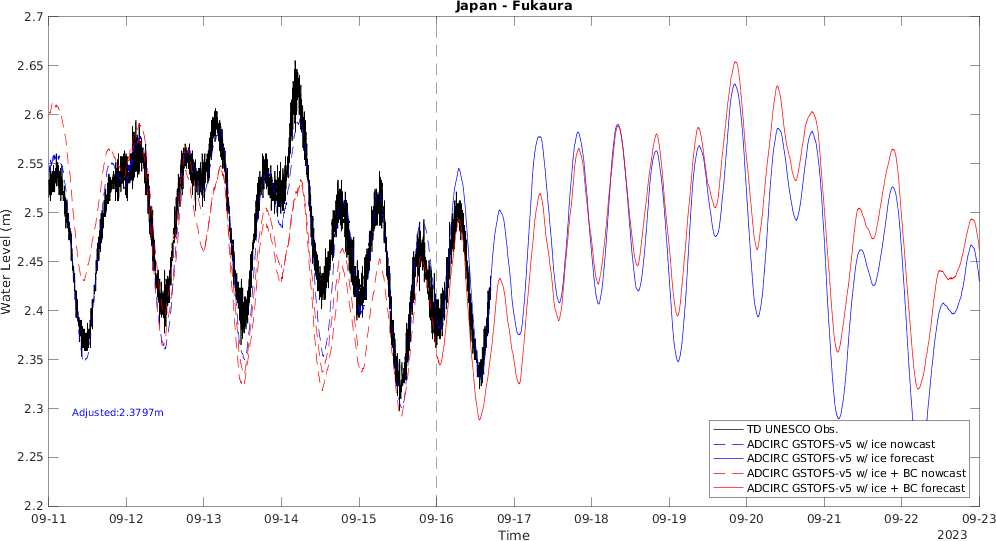 Japan - Fukaura
2.7
2.65
2.6
2.55
2.5
2.45
2.4
2.35
2.3
2.25
2.2
Water Level (m)
Adjusted:2.3797m
TD UNESCO Obs.
ADCIRC GSTOFS-v5 w/ ice nowcast
ADCIRC GSTOFS-v5 w/ ice forecast
ADCIRC GSTOFS-v5 w/ ice + BC nowcast
ADCIRC GSTOFS-v5 w/ ice + BC forecast
09-11 09-12 09-13 09-14 09-15 09-16 09-17 09-18 09-19 09-20 09-21 09-22 09-23
Time
2023